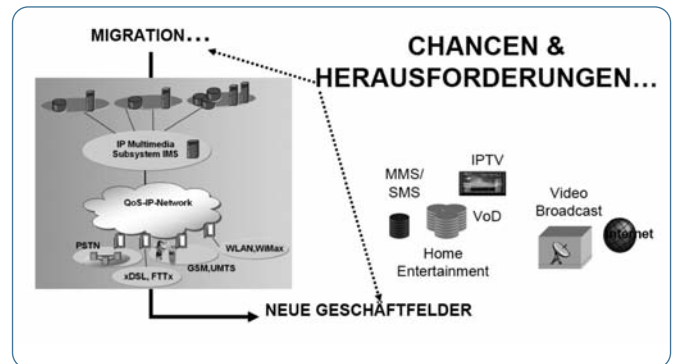 MIGRATION...
CHANCEN &
HERAUSFORDERUNGEN...
IP Multimedia
Subsystem IMS
QoS-IP-Network
PSTN
WLAN,WiMax
GSM,UMTS
xDSL, FTTx
IPTV
MMS/
SMS
VoD
Home
Entertainment
Video
Broadcast
Internet
NEUE GESCHÄFTFELDER